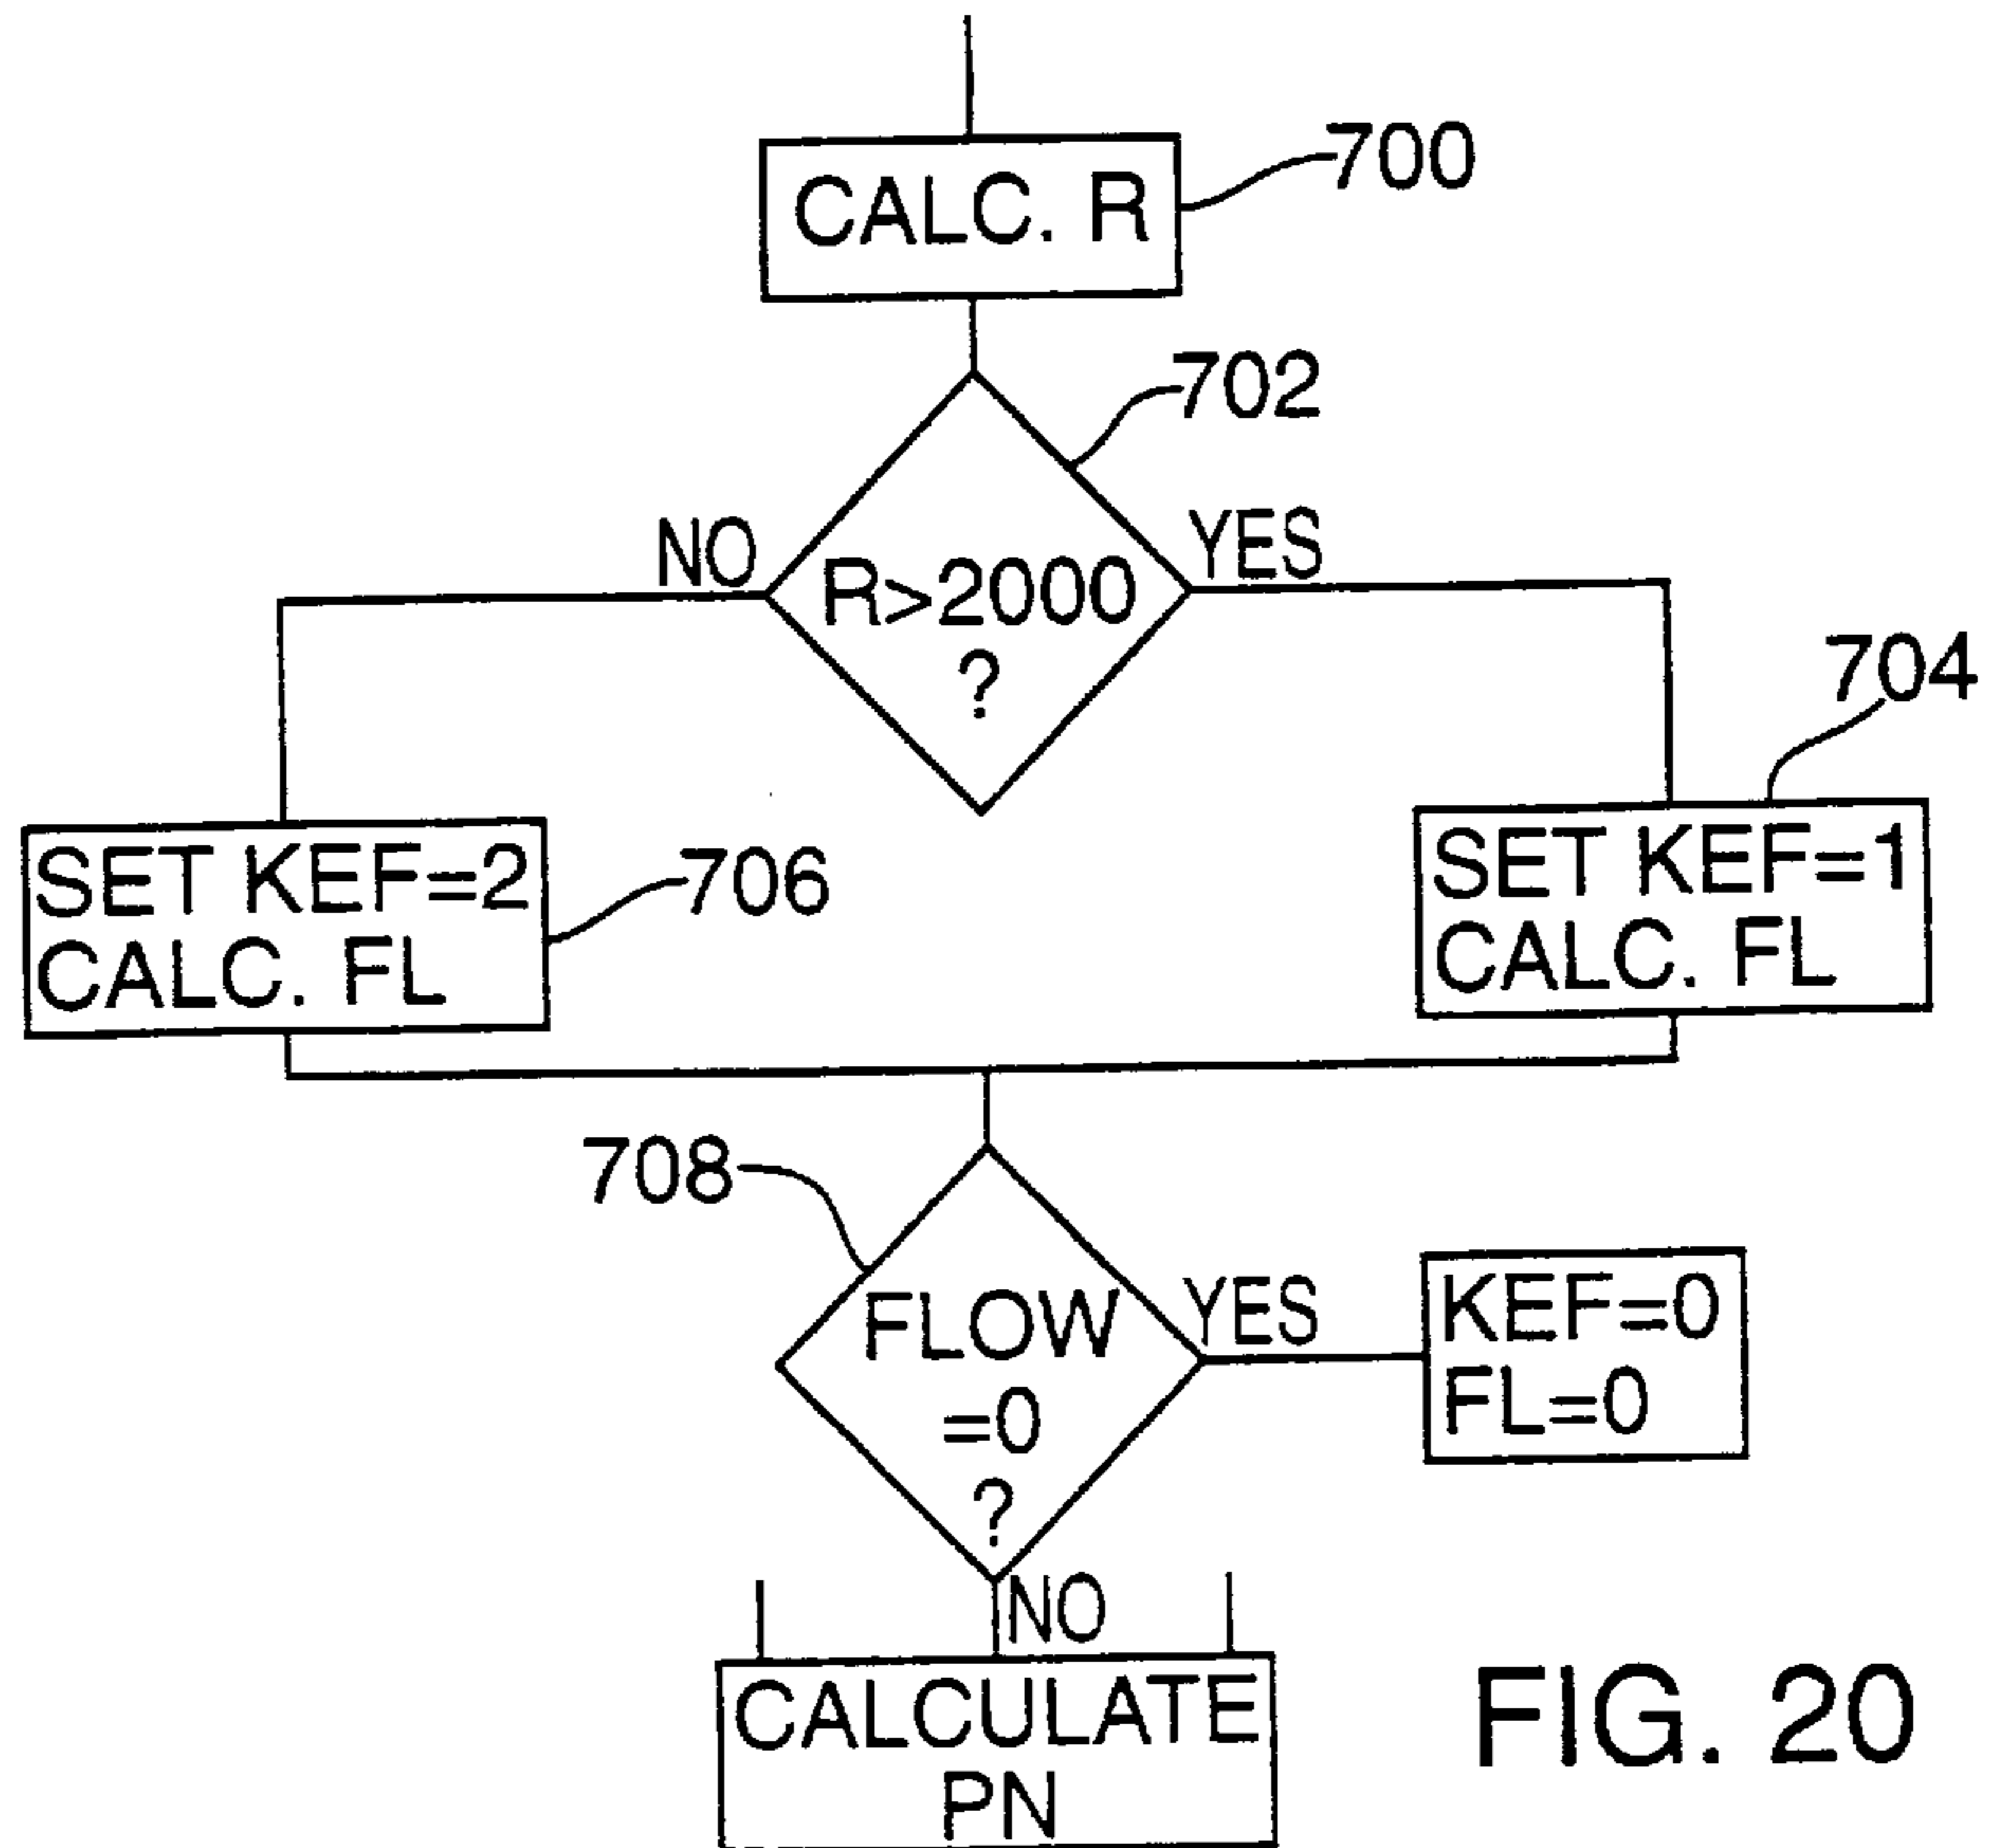 CALC. R
700
702
NO
YES
R>2000
?
704
SET KEF=2
CALC. FL
706
SET KEF=1
CALC. FL
708
FLOW
=0
?
YES
KEF=0
FL=0
NO
CALCULATE
PN
FIG. 20